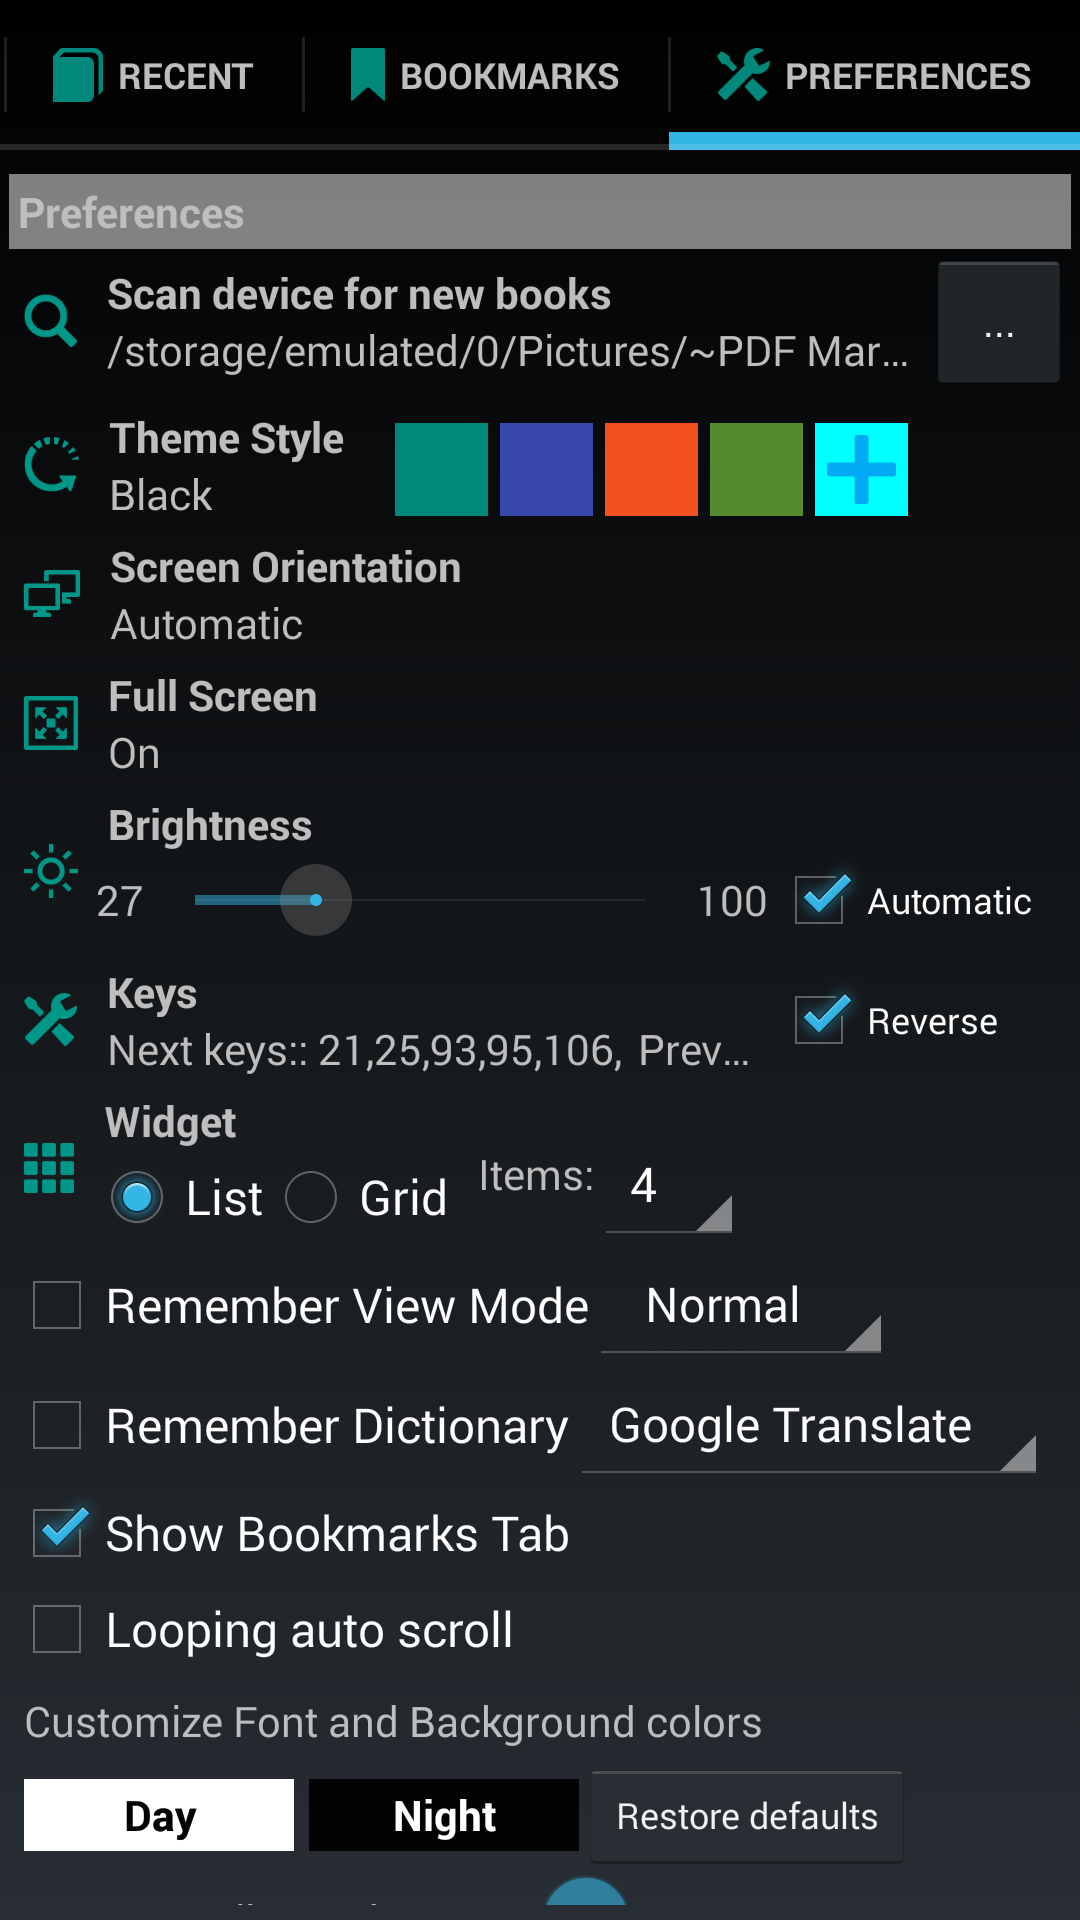 RECENT BOOKMARKS PREFERENCES
Preferences
Scan device for new books
/storage/emulated/0/Pictures/~PDF Mar...
...
Theme Style
Black
Screen Orientation
Automatic
Full Screen
On
Brightness
27 100 Automatic
Keys
Next keys:: 21,25,93,95,106, Prev...
Reverse
Widget
List Grid Items: 4
Remember View Mode Normal
Remember Dictionary Google Translate
Show Bookmarks Tab
Looping auto scroll
Customize Font and Background colors
Day Night Restore defaults